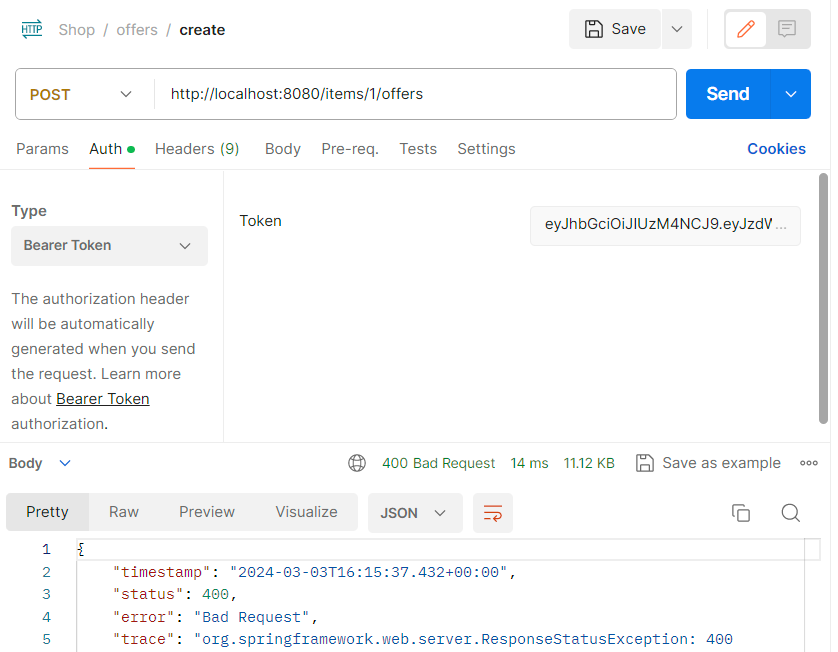 HTTP Shop / offers / create Save
POST http://localhost:8080/items/1/offers Send
Params Auth Headers (9) Body Pre-req. Tests Settings Cookies
Type
Bearer Token
The authorization header
will be automatically
generated when you send
the request. Learn more
about Bearer Token
authorization.
Token eyJhbGciOiJIUzM4NCJ9.eyJzdW ...
Body 400 Bad Request 14 ms 11.12 KB Save as example
Pretty Raw Preview Visualize JSON
1 {
2 "timestamp": "2024-03-03T16:15:37.432+00:00",
3 "status": 400,
4 "error": "Bad Request",
5 "trace": "org.springframework.web.server.ResponseStatusException: 400